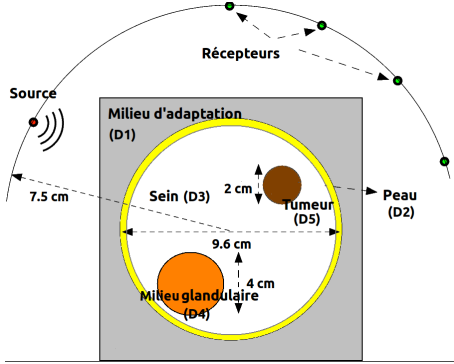 Récepteurs
Source
Milieu d'adaptation
(D1)
7.5 cm
Sein (D3)
2 cm
Tumeur
(D5)
Peau
(D2)
9.6 cm
4 cm
Milieu glandulaire
(D4)